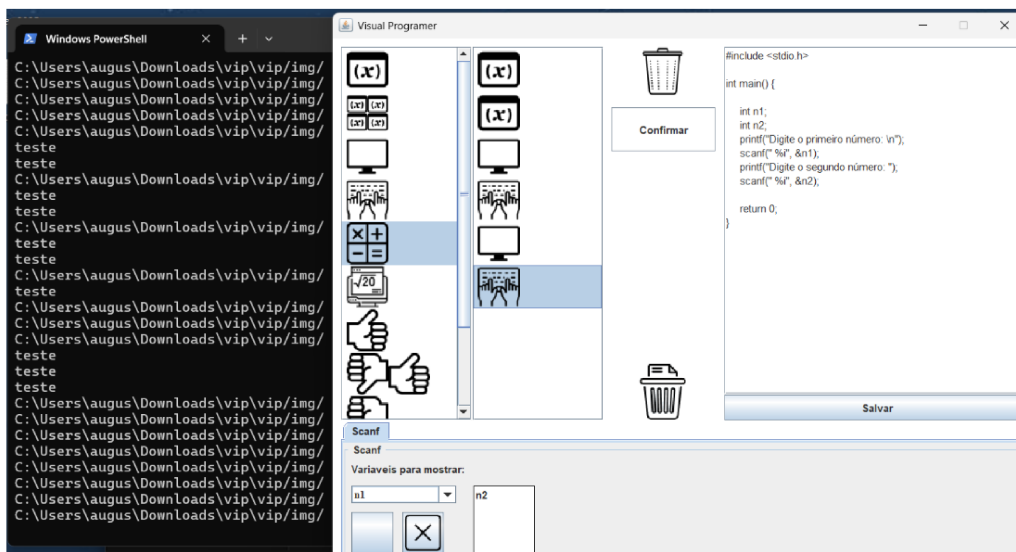 Windows PowerShell
C:\Users\augus\Downloads\vip\vip/img/
C:\Users\augus\Downloads\vip\vip/img/
C:\Users\augus\Downloads\vip\vip/img/
C:\Users\augus\Downloads\vip\vip/img/
C:\Users\augus\Downloads\vip\vip/img/
teste
teste
C:\Users\augus\Downloads\vip\vip/img/
teste
teste
C:\Users\augus\Downloads\vip\vip/img/
teste
teste
C:\Users\augus\Downloads\vip\vip/img/
teste
C:\Users\augus\Downloads\vip\vip/img/
C:\Users\augus\Downloads\vip\vip/img/
C:\Users\augus\Downloads\vip\vip/img/
teste
teste
teste
C:\Users\augus\Downloads\vip\vip/img/
C:\Users\augus\Downloads\vip\vip/img/
C:\Users\augus\Downloads\vip\vip/img/
C:\Users\augus\Downloads\vip\vip/img/
C:\Users\augus\Downloads\vip\vip/img/
C:\Users\augus\Downloads\vip\vip/img/
C:\Users\augus\Downloads\vip\vip/img/
C:\Users\augus\Downloads\vip\vip/img/
Visual Programer
(x)
(x) (x)
(x) (x)
√20
(x)
(x)
Confirmar
#include <stdio.h>
int main() {
int n1;
int n2;
printf("Digite o primeiro número: \n");
scanf(" %i", &n1);
printf("Digite o segundo número: ");
scanf(" %i", &n2);
return 0;
}
Salvar
Scanf
Scanf
Variaveis para mostrar:
n1
n2